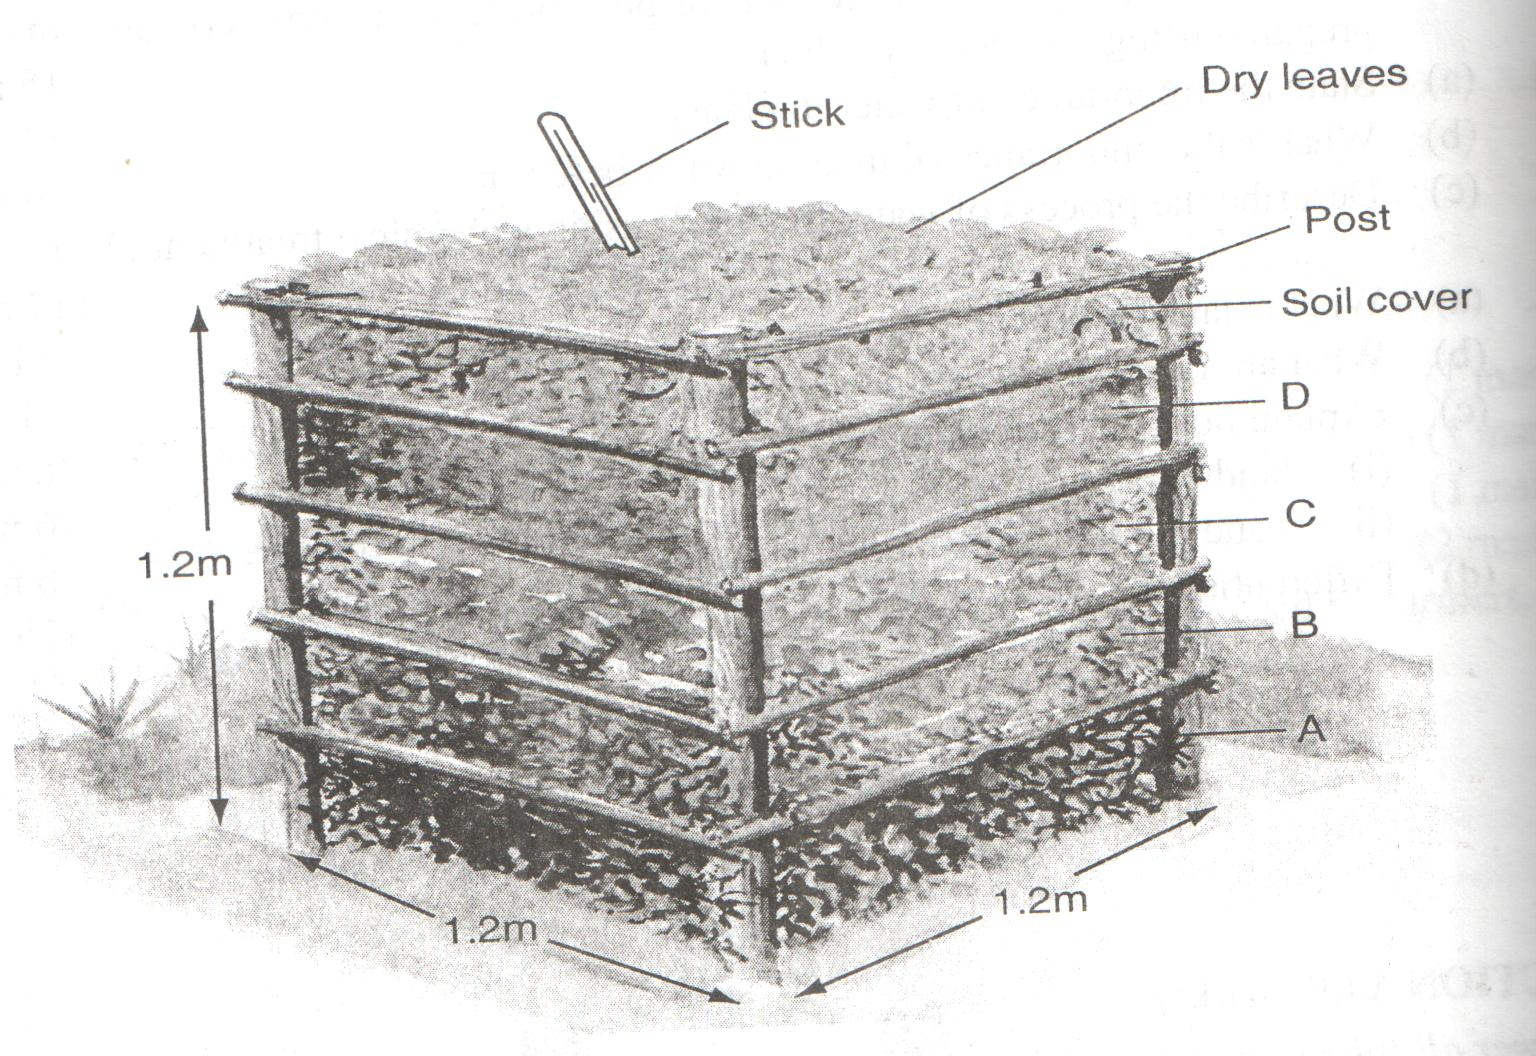 Stick
Dry leaves
Post
Soil cover
D
C
B
A
1.2m
1.2m
1.2m
(a)
(b)
(c)